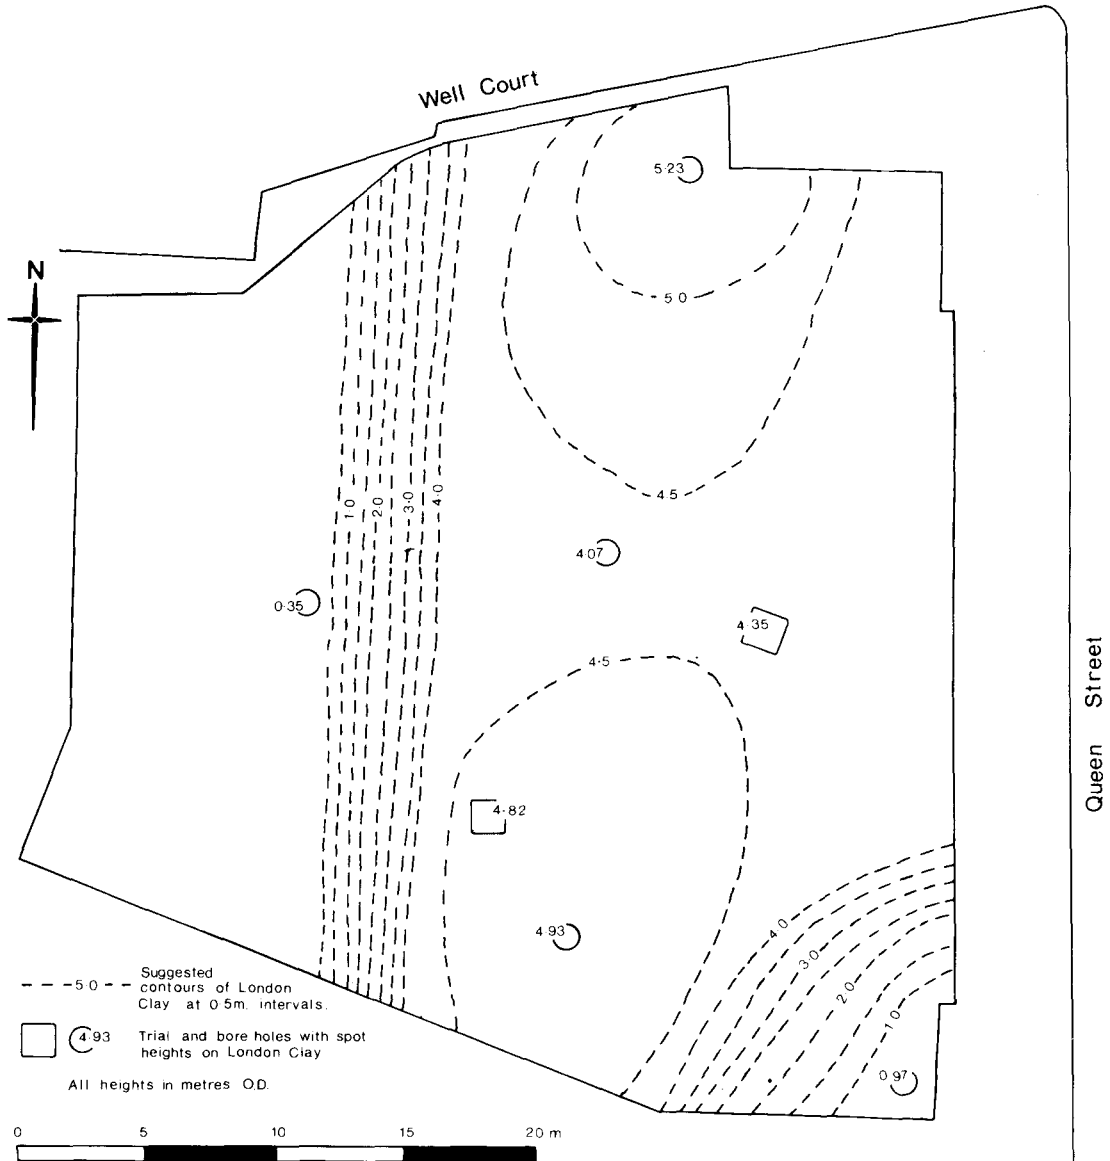 Well Court
5·23
N
5·0
4·5
1·0
2·0
3·0
4·0
4·07
0·35
4·35
4·5
Queen Street
4·82
4·93
4·0
3·0
2·0
1·0
0·97
5·0
Suggested
contours of London
Clay at 0·5m. intervals.
4·93
Trial and bore holes with spot
heights on London Clay
All heights in metres O.D.
0 5 10 15 20 m